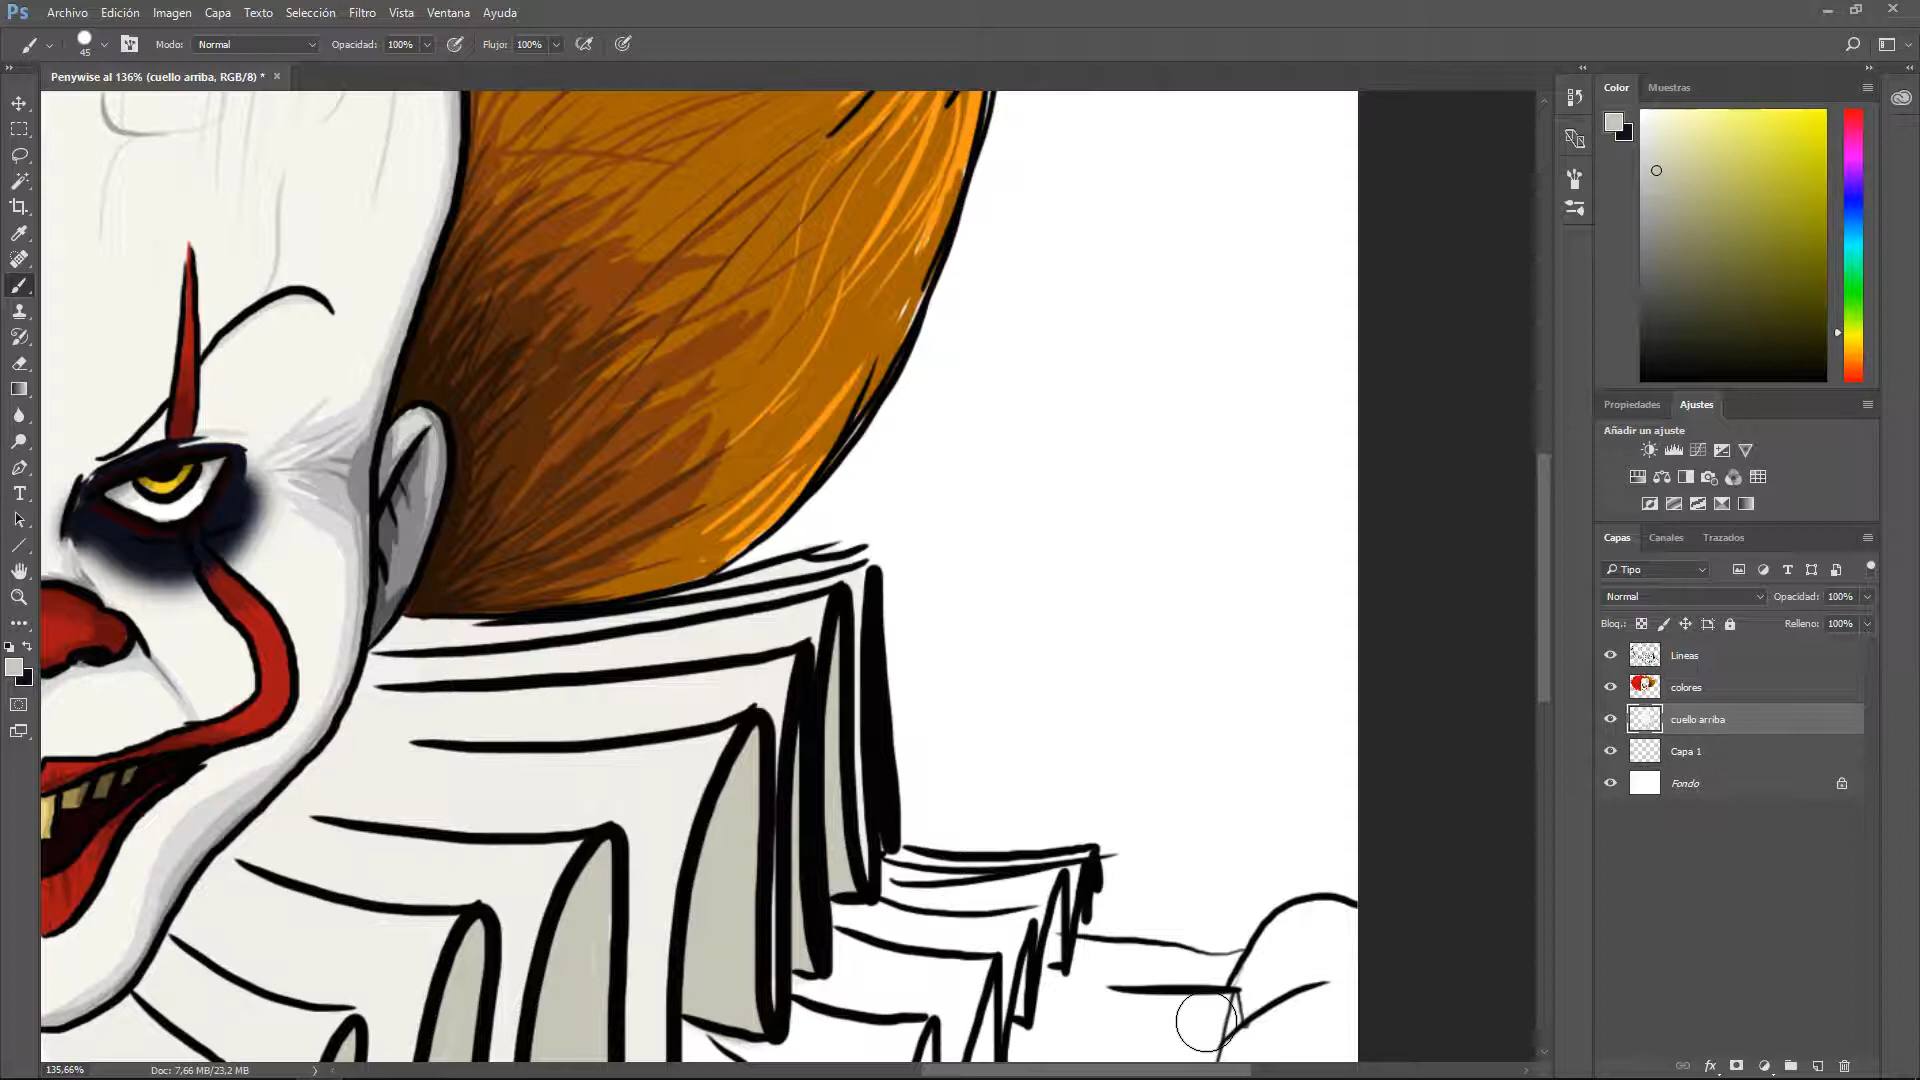 Ps Archivo Edición Imagen Capa Texto Selección Filtro Vista Ventana Ayuda
45 Modo: Normal Opacidad: 100% Flujo: 100%
Penywise al 136% (cuello arriba, RGB/8) * ×
Color Muestras
Propiedades Ajustes
Añadir un ajuste
Capas Canales Trazados
Tipo
Normal Opacidad: 100%
Bloq.: Relleno: 100%
Lineas
colores
cuello arriba
Capa 1
Fondo
fx
135,66% Doc: 7,66 MB/23,2 MB